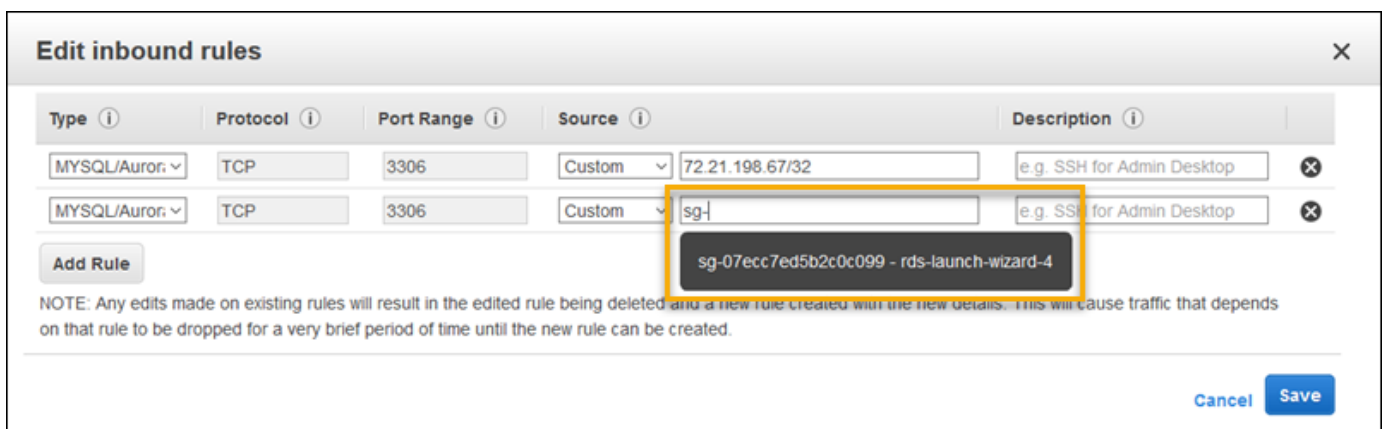 Edit inbound rules
Type Protocol Port Range Source Description
MYSQL/Auror TCP 3306 Custom 72.21.198.67/32 e.g. SSH for Admin Desktop
MYSQL/Auror TCP 3306 Custom sg- e.g. SSH for Admin Desktop
sg-07ecc7ed5b2c0c099 - rds-launch-wizard-4
Add Rule
NOTE: Any edits made on existing rules will result in the edited rule being deleted and a new rule created with the new details. This will cause traffic that depends
on that rule to be dropped for a very brief period of time until the new rule can be created.
Cancel Save